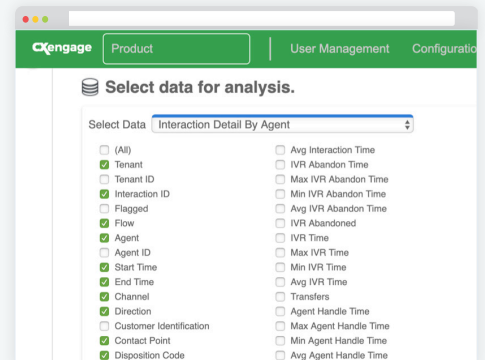 CXengage Product User Management Configuratio
Select data for analysis.
Select Data Interaction Detail By Agent
(All)
Tenant
Tenant ID
Interaction ID
Flagged
Flow
Agent
Agent ID
Start Time
End Time
Channel
Direction
Customer Identification
Contact Point
Disposition Code
Avg Interaction Time
IVR Abandon Time
Max IVR Abandon Time
Min IVR Abandon Time
Avg IVR Abandon Time
IVR Abandoned
IVR Time
Max IVR Time
Min IVR Time
Avg IVR Time
Transfers
Agent Handle Time
Max Agent Handle Time
Min Agent Handle Time
Avg Agent Handle Time